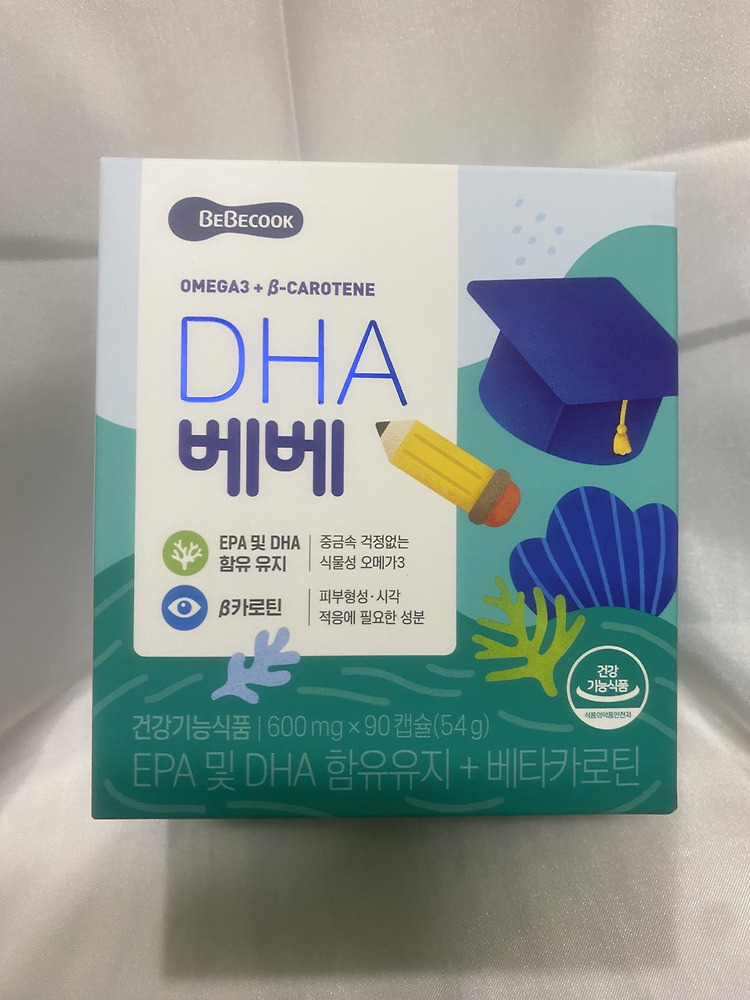 BEBECOOK
OMEGA3 + β-CAROTENE
DHA
베베
EPA 및 DHA
함유 유지
중금속 걱정없는
식물성 오메가3
β카로틴
피부형성·시각
적응에 필요한 성분
건강
기능식품
식품의약품안전처
건강기능식품 | 600 mg × 90 캡슐(54 g)
EPA 및 DHA 함유유지 + 베타카로틴